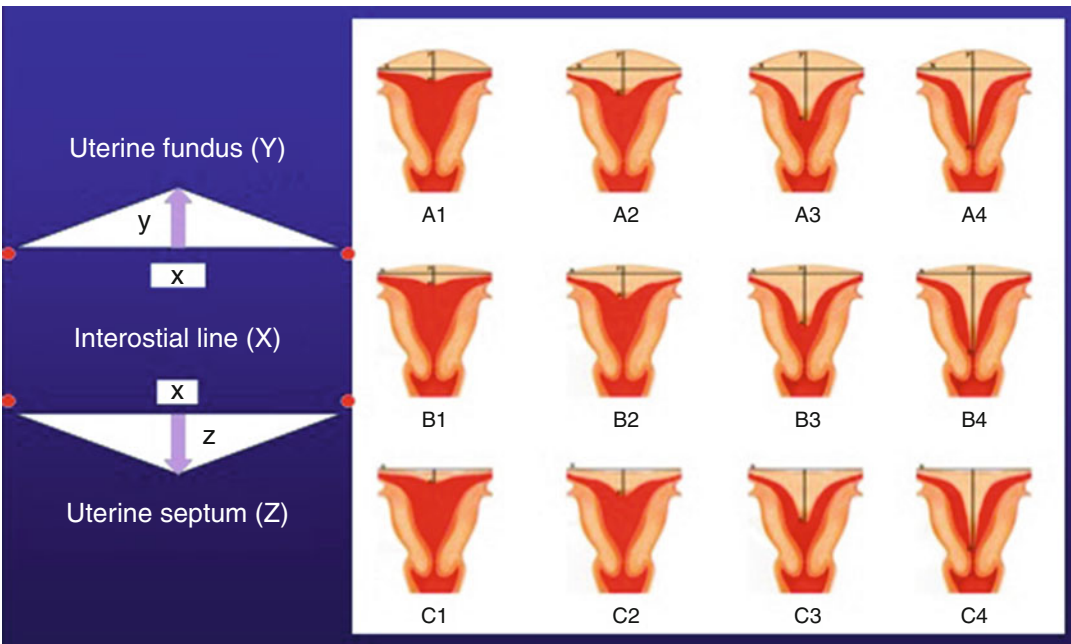 Uterine fundus (Y)
y
x
Interostial line (X)
x
z
Uterine septum (Z)
A1 A2 A3 A4
B1 B2 B3 B4
C1 C2 C3 C4